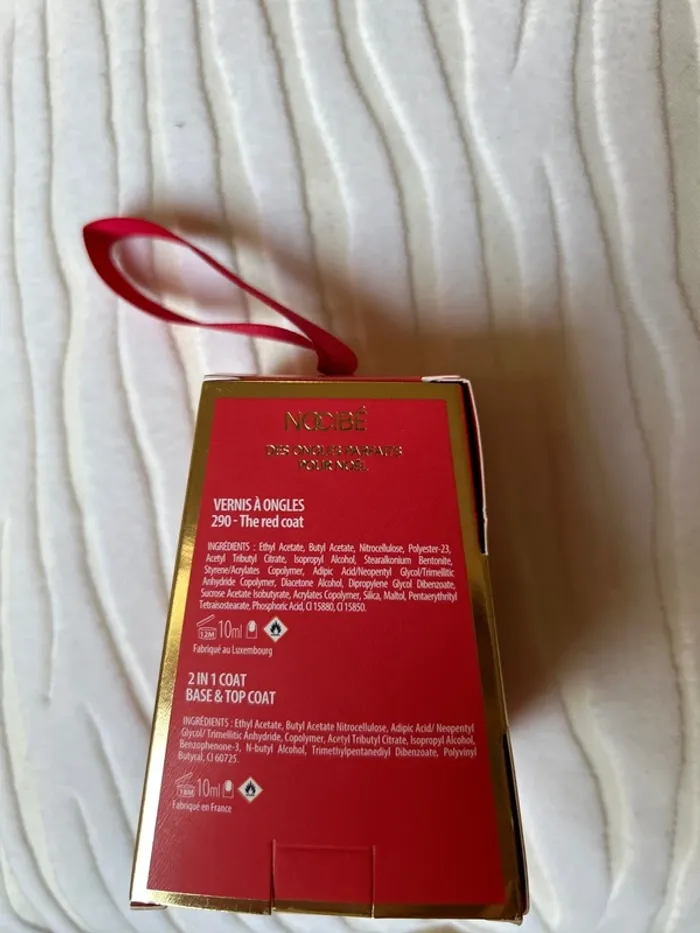 NOCIBÉ
DES ONGLES PARFAITS
POUR NOËL
VERNIS À ONGLES
290 - The red coat
INGRÉDIENTS : Ethyl Acetate, Butyl Acetate, Nitrocellulose, Polyester-23,
Acetyl Tributyl Citrate, Isopropyl Alcohol, Stearalkonium Bentonite,
Styrene/Acrylates Copolymer, Adipic Acid/Neopentyl Glycol/Trimellitic
Anhydride Copolymer, Diacetone Alcohol, Dipropylene Glycol Dibenzoate,
Sucrose Acetate Isobutyrate, Acrylates Copolymer, Silica, Maltol, Pentaerythrityl
Tetraisostearate, Phosphoric Acid, CI 15880, CI 15850.
12M 10ml
Fabriqué au Luxembourg
2 IN 1 COAT
BASE & TOP COAT
INGRÉDIENTS : Ethyl Acetate, Butyl Acetate Nitrocellulose, Adipic Acid/ Neopentyl
Glycol/ Trimellitic Anhydride, Copolymer, Acetyl Tributyl Citrate, Isopropyl Alcohol,
Benzophenone-3, N-butyl Alcohol, Trimethylpentanediyl Dibenzoate, Polyvinyl
Butyral, CI 60725.
18M 10ml
Fabriqué en France